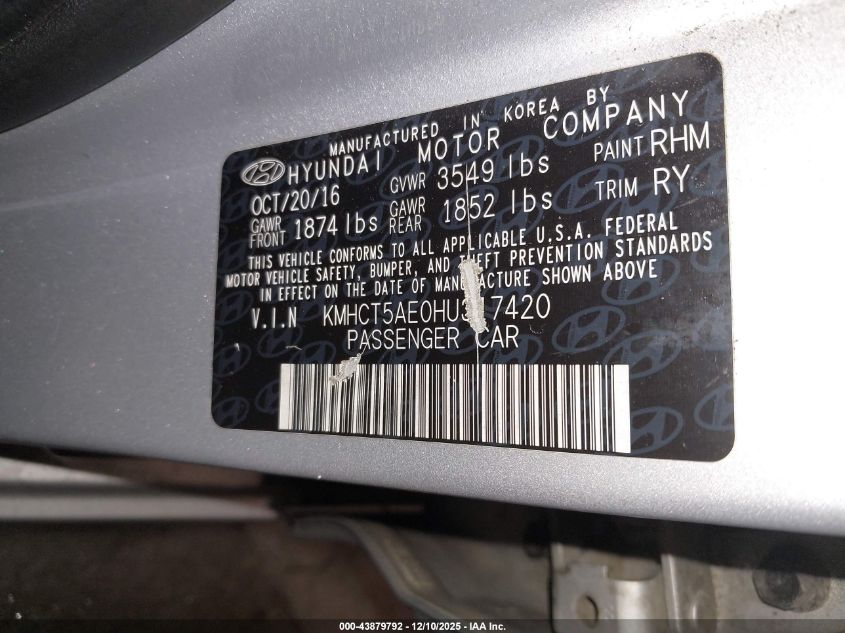 MANUFACTURED IN KOREA BY
HYUNDAI MOTOR COMPANY
OCT/20/16 GVWR 3549 lbs PAINT RHM
GAWR FRONT 1874 lbs GAWR REAR 1852 lbs TRIM RY
THIS VEHICLE CONFORMS TO ALL APPLICABLE U.S.A. FEDERAL
MOTOR VEHICLE SAFETY, BUMPER, AND THEFT PREVENTION STANDARDS
IN EFFECT ON THE DATE OF MANUFACTURE SHOWN ABOVE
V.I.N
PASSENGER CAR
000-43879792 - 12/10/2025 - IAA Inc.